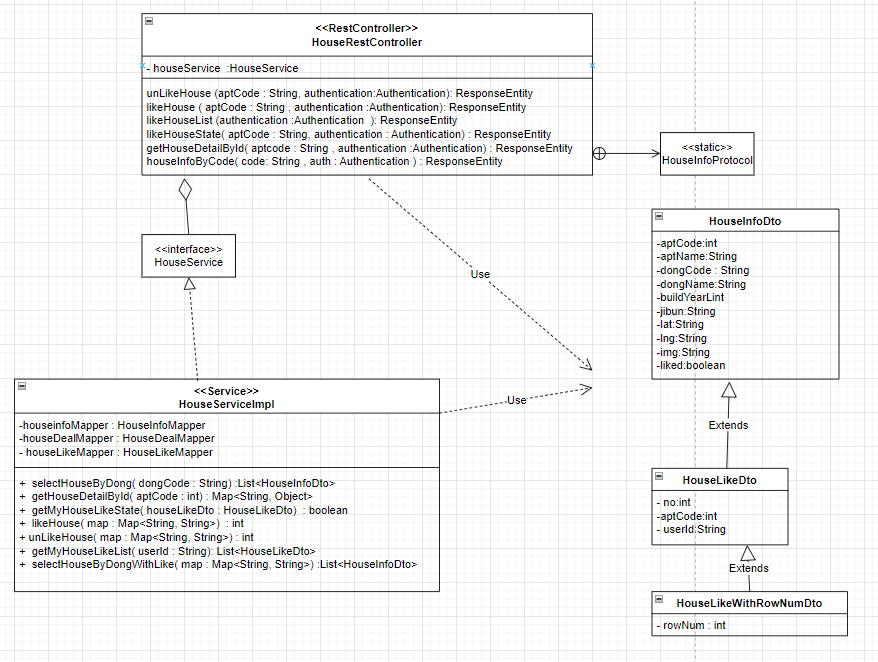 <<RestController>>
HouseRestController
- houseService :HouseService
unLikeHouse (aptCode : String, authentication:Authentication): ResponseEntity
likeHouse ( aptCode : String , authentication :Authentication): ResponseEntity
likeHouseList (authentication :Authentication ): ResponseEntity
likeHouseState( aptCode : String, authentication : Authentication) : ResponseEntity
getHouseDetailById( aptcode : String , authentication :Authentication) : ResponseEntity
houseInfoByCode( code: String , auth : Authentication ) : ResponseEntity
<<static>>
HouseInfoProtocol
<<interface>>
HouseService
Use
HouseInfoDto
-aptCode:int
-aptName:String
-dongCode : String
-dongName:String
-buildYearLint
-jibun:String
-lat:String
-lng:String
-img:String
-liked:boolean
<<Service>>
HouseServiceImpl
-houseinfoMapper : HouseInfoMapper
-houseDealMapper : HouseDealMapper
- houseLikeMapper : HouseLikeMapper
+ selectHouseByDong( dongCode : String) :List<HouseInfoDto>
+ getHouseDetailById( aptCode : int) : Map<String, Object>
+ getMyHouseLikeState( houseLikeDto : HouseLikeDto) : boolean
+ likeHouse( map : Map<String, String>) : int
+ unLikeHouse( map : Map<String, String>) : int
+ getMyHouseLikeList( userId : String): List<HouseLikeDto>
+ selectHouseByDongWithLike( map : Map<String, String>) :List<HouseInfoDto>
Use
Extends
HouseLikeDto
- no:int
-aptCode:int
- userId:String
Extends
HouseLikeWithRowNumDto
- rowNum : int